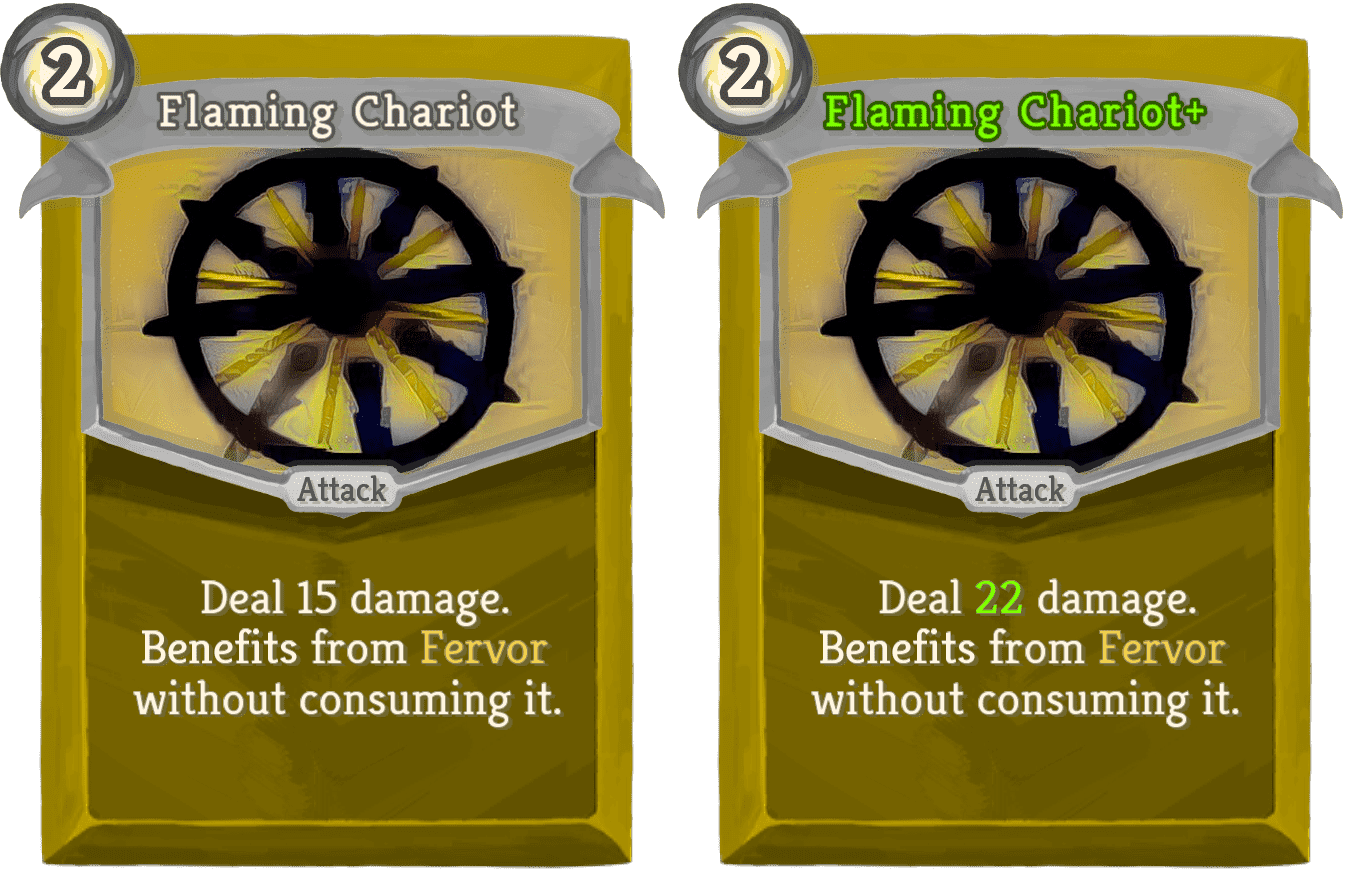 2
Flaming Chariot
Attack
Deal 15 damage.
Benefits from Fervor
without consuming it.
2
Flaming Chariot+
Attack
Deal 22 damage.
Benefits from Fervor
without consuming it.